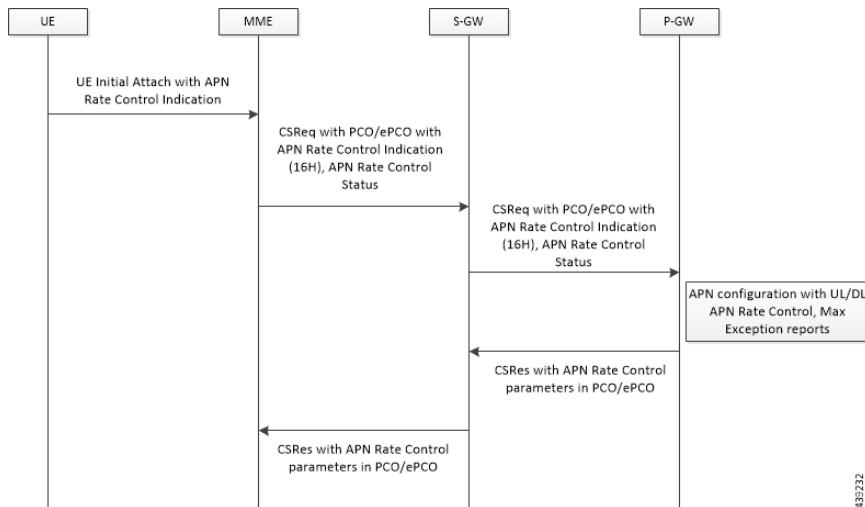 UE
MME
S-GW
P-GW
UE Initial Attach with APN
Rate Control Indication
CSReq with PCO/ePCO with
APN Rate Control Indication
(16H), APN Rate Control
Status
CSReq with PCO/ePCO with
APN Rate Control Indication
(16H), APN Rate Control
Status
APN configuration with UL/DL
APN Rate Control, Max
Exception reports
CSRes with APN Rate Control
parameters in PCO/ePCO
CSRes with APN Rate Control
parameters in PCO/ePCO
439232